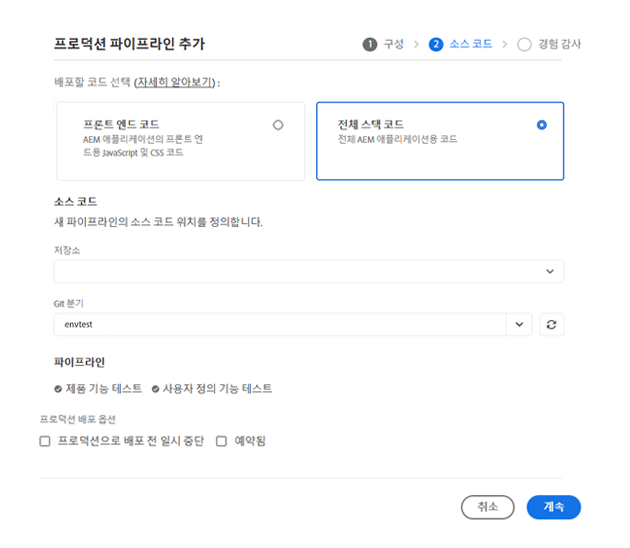 프로덕션 파이프라인 추가
1 구성 > 2 소스 코드 > 경험 감사
배포할 코드 선택 (자세히 알아보기) :
프론트 엔드 코드
AEM 애플리케이션의 프론트 엔
드용 JavaScript 및 CSS 코드
전체 스택 코드
전체 AEM 애플리케이션용 코드
소스 코드
새 파이프라인의 소스 코드 위치를 정의합니다.
저장소
Git 분기
envtest
파이프라인
제품 기능 테스트 사용자 정의 기능 테스트
프로덕션 배포 옵션
프로덕션으로 배포 전 일시 중단 예약됨
취소 계속